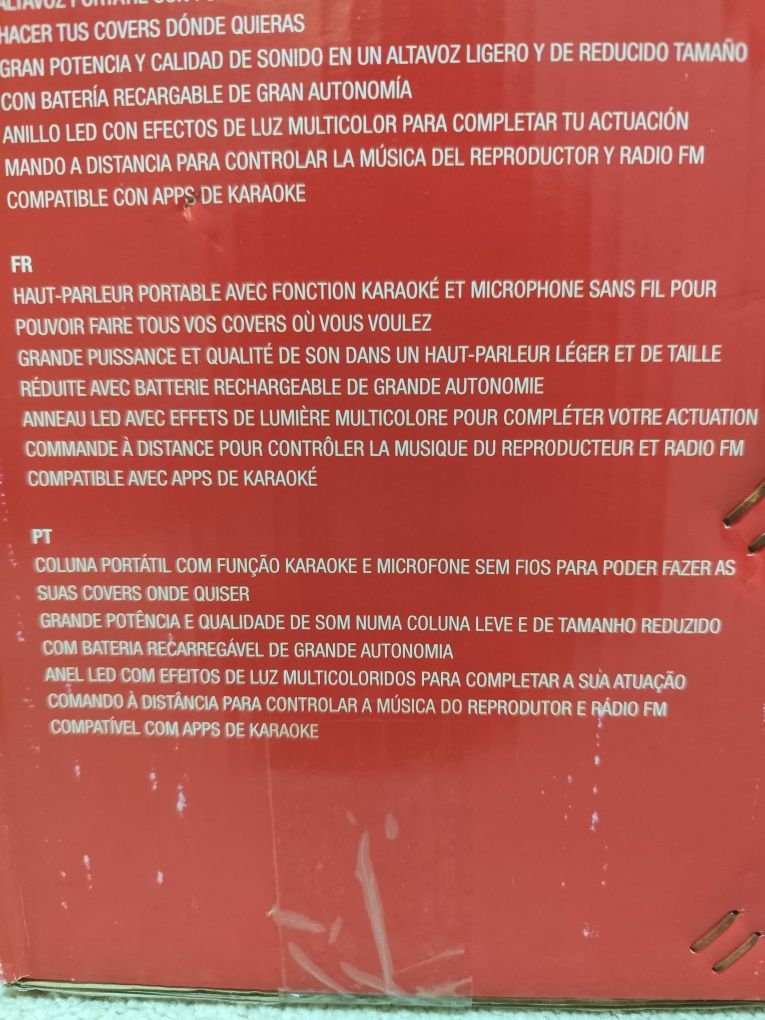 ALTAVOZ PORTÁTIL CON
HACER TUS COVERS DÓNDE QUIERAS
GRAN POTENCIA Y CALIDAD DE SONIDO EN UN ALTAVOZ LIGERO Y DE REDUCIDO TAMAÑO
CON BATERÍA RECARGABLE DE GRAN AUTONOMÍA
ANILLO LED CON EFECTOS DE LUZ MULTICOLOR PARA COMPLETAR TU ACTUACIÓN
MANDO A DISTANCIA PARA CONTROLAR LA MÚSICA DEL REPRODUCTOR Y RADIO FM
COMPATIBLE CON APPS DE KARAOKE
FR
HAUT-PARLEUR PORTABLE AVEC FONCTION KARAOKÉ ET MICROPHONE SANS FIL POUR
POUVOIR FAIRE TOUS VOS COVERS OÙ VOUS VOULEZ
GRANDE PUISSANCE ET QUALITÉ DE SON DANS UN HAUT-PARLEUR LÉGER ET DE TAILLE
RÉDUITE AVEC BATTERIE RECHARGEABLE DE GRANDE AUTONOMIE
ANNEAU LED AVEC EFFETS DE LUMIÈRE MULTICOLORE POUR COMPLÉTER VOTRE ACTUATION
COMMANDE À DISTANCE POUR CONTRÔLER LA MUSIQUE DU REPRODUCTEUR ET RADIO FM
COMPATIBLE AVEC APPS DE KARAOKÉ
PT
COLUNA PORTÁTIL COM FUNÇÃO KARAOKE E MICROFONE SEM FIOS PARA PODER FAZER AS
SUAS COVERS ONDE QUISER
GRANDE POTÊNCIA E QUALIDADE DE SOM NUMA COLUNA LEVE E DE TAMANHO REDUZIDO
COM BATERIA RECARREGÁVEL DE GRANDE AUTONOMIA
ANEL LED COM EFEITOS DE LUZ MULTICOLORIDOS PARA COMPLETAR A SUA ATUAÇÃO
COMANDO À DISTÂNCIA PARA CONTROLAR A MÚSICA DO REPRODUTOR E RÁDIO FM
COMPATÍVEL COM APPS DE KARAOKE